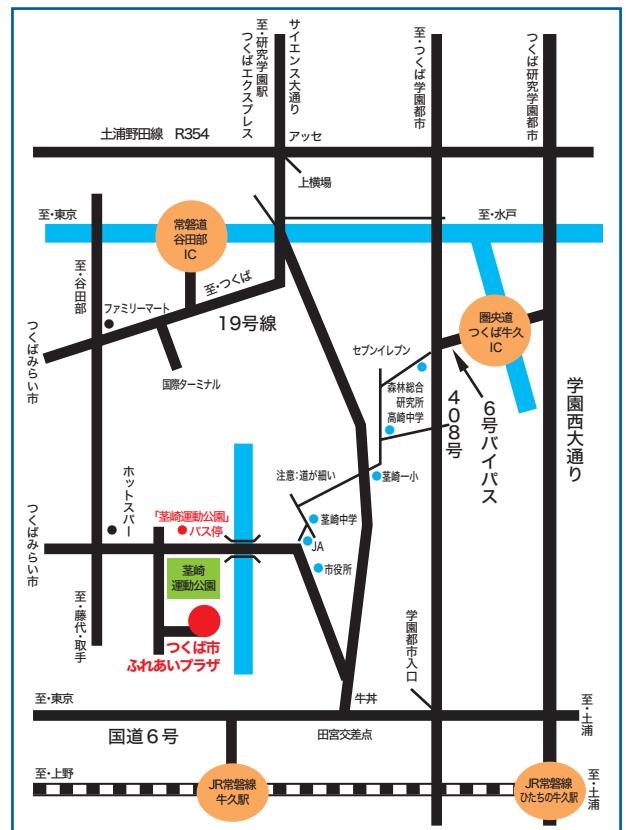 至・研究学園駅
つくばエクスプレス
サイエンス大通り
至・つくば学園都市
つくば研究学園都市
土浦野田線 R354
アッセ
上横場
至・東京
常磐道
谷田部
IC
至・水戸
至・谷田部
至・つくば
ファミリーマート
19号線
圏央道
つくば牛久
IC
つくばみらい市
国際ターミナル
セブンイレブン
森林総合
研究所
高崎中学
408号
6号バイパス
学園西大通り
ホットスパー
注意：道が細い
茎崎一小
つくばみらい市
「茎崎運動公園」
バス停
茎崎中学
JA
茎崎
運動公園
市役所
至・藤代・取手
つくば市
ふれあいプラザ
学園都市入口
至・東京
牛丼
至・土浦
国道6号
田宮交差点
至・上野
JR常磐線
牛久駅
JR常磐線
ひたちの牛久駅
至・土浦